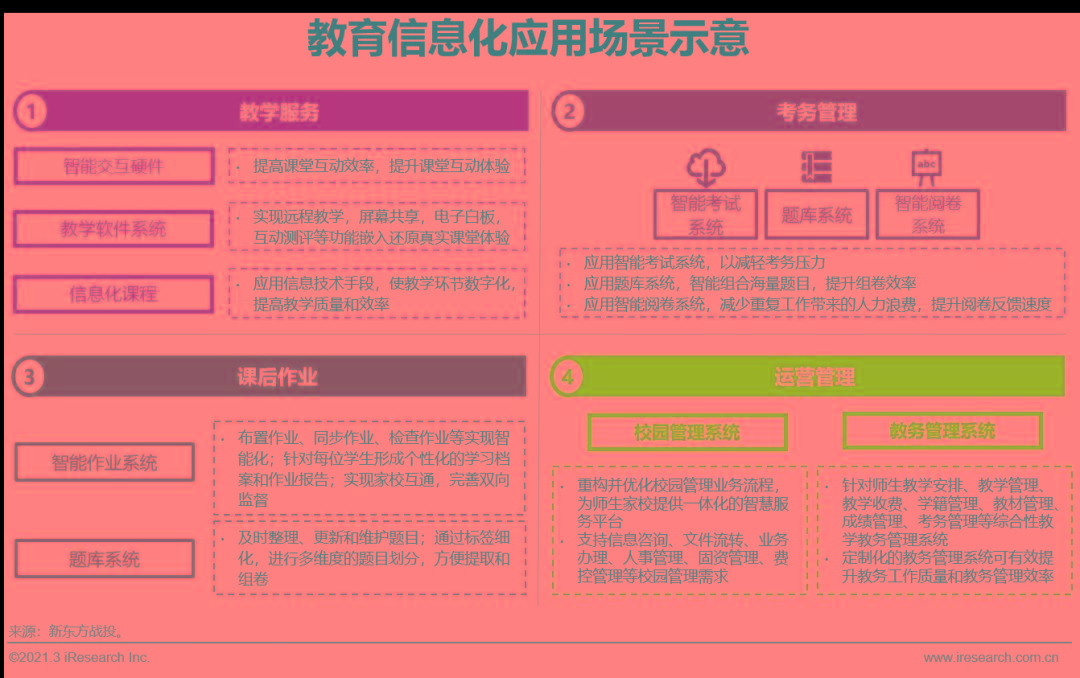 教育信息化应用场景示意
1 教学服务
智能交互硬件
· 提高课堂互动效率，提升课堂互动体验
教学软件系统
· 实现远程教学，屏幕共享，电子白板，
互动测评等功能嵌入还原真实课堂体验
信息化课程
· 应用信息技术手段，使教学环节数字化，
提高教学质量和效率
2 考务管理
智能考试
系统
题库系统
abc
智能阅卷
系统
· 应用智能考试系统，以减轻考务压力
· 应用题库系统，智能组合海量题目，提升组卷效率
· 应用智能阅卷系统，减少重复工作带来的人力浪费，提升阅卷反馈速度
3 课后作业
智能作业系统
· 布置作业、同步作业、检查作业等实现智
能化；针对每位学生形成个性化的学习档
案和作业报告；实现家校互通，完善双向
监督
题库系统
· 及时整理、更新和维护题目；通过标签细
化，进行多维度的题目划分，方便提取和
组卷
4 运营管理
校园管理系统
· 重构并优化校园管理业务流程，
为师生家校提供一体化的智慧服
务平台
· 支持信息咨询、文件流转、业务
办理、人事管理、固资管理、费
控管理等校园管理需求
教务管理系统
· 针对师生教学安排、教学管理、
教学收费、学籍管理、教材管理、
成绩管理、考务管理等综合性教
学教务管理系统
· 定制化的教务管理系统可有效提
升教务工作质量和教务管理效率
来源：新东方战投。
©2021.3 iResearch Inc.
www.iresearch.com.cn